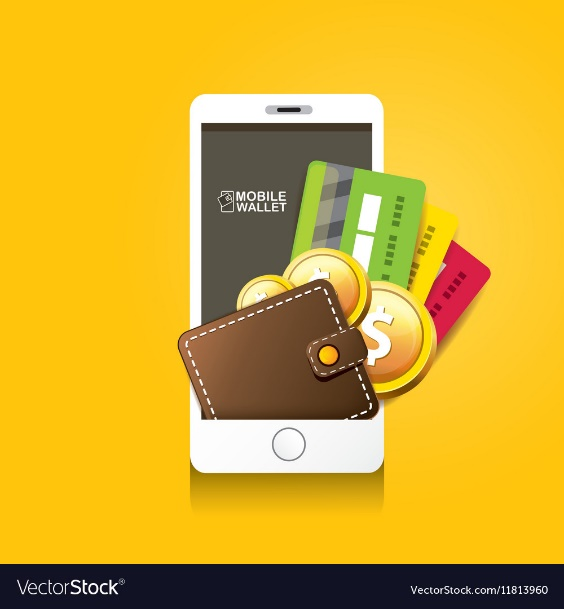 MOBILE
WALLET
$
$
VectorStock®
VectorStock.com/11813960